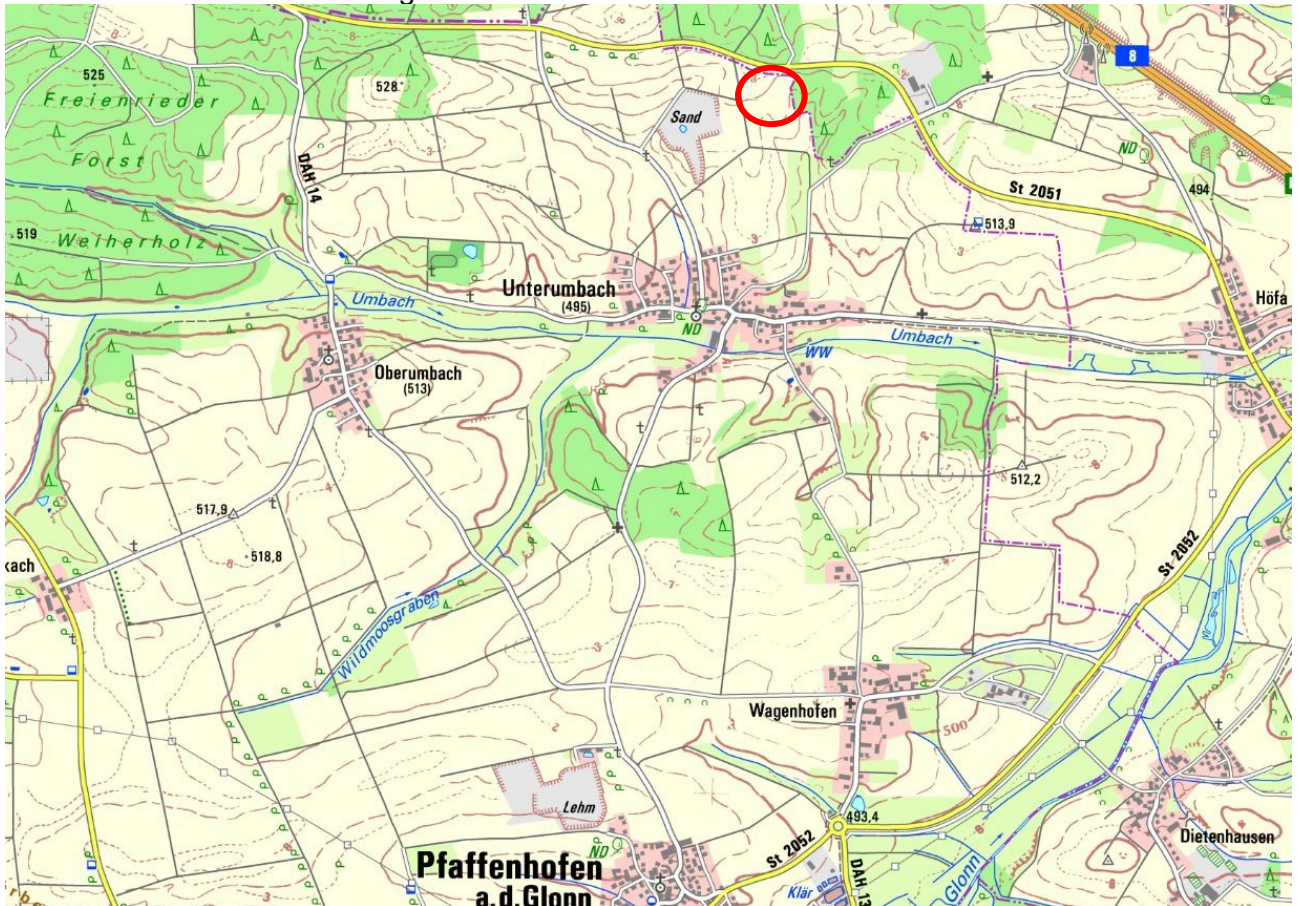 8
525
Freienrieder
528
Sand
Forst
DAH 14
ND
St 2051
494
519
Weiherholz
513,9
Unterumbach
(495)
Umbach
Höfa
ND
WW
Umbach
Oberumbach
(513)
512,2
517,9
518,8
St 2052
kach
Wildmoosgraben
Wagenhofen
500
Lehm
493,4
ND
St 2052
Dietenhausen
Pfaffenhofen
a.d.Glonn
Klär
DAH 13
Glonn